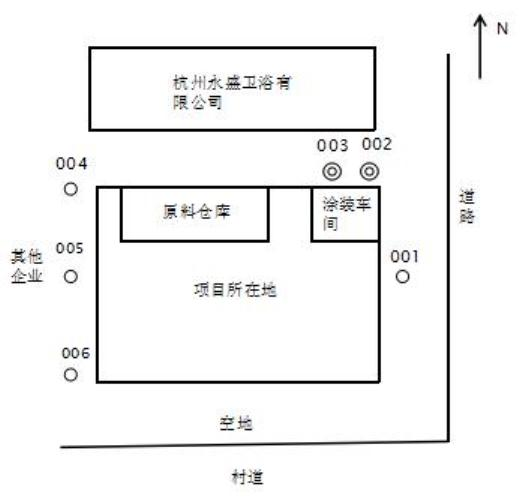 N
杭州永盛卫浴有
限公司
003
002
004
原料仓库
涂装车
间
道
路
其他
企业
005
001
项目所在地
006
空地
村道